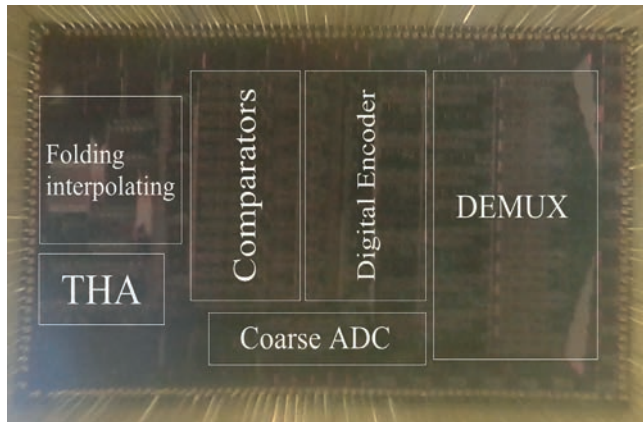 Folding
interpolating
THA
Comparators
Digital Encoder
Coarse ADC
DEMUX